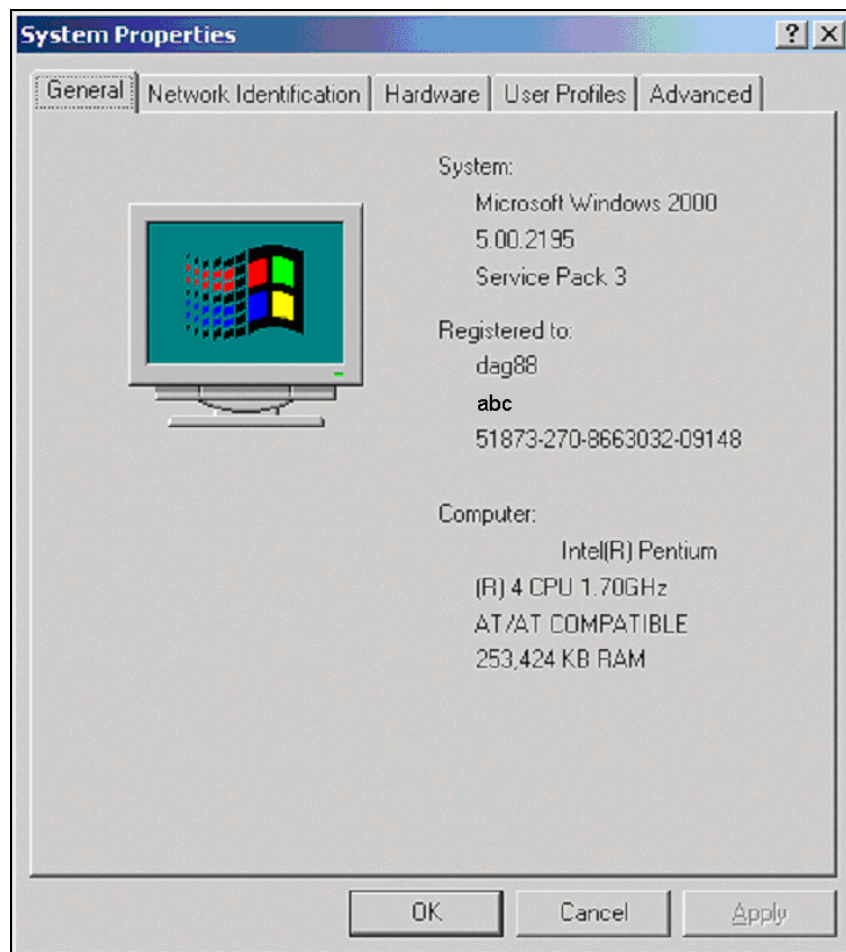 System Properties
? X
General Network Identification Hardware User Profiles Advanced
System:
Microsoft Windows 2000
5.00.2195
Service Pack 3
Registered to:
dag88
abc
51873-270-8663032-09148
Computer:
Intel(R) Pentium
(R) 4 CPU 1.70GHz
AT/AT COMPATIBLE
253,424 KB RAM
OK Cancel Apply